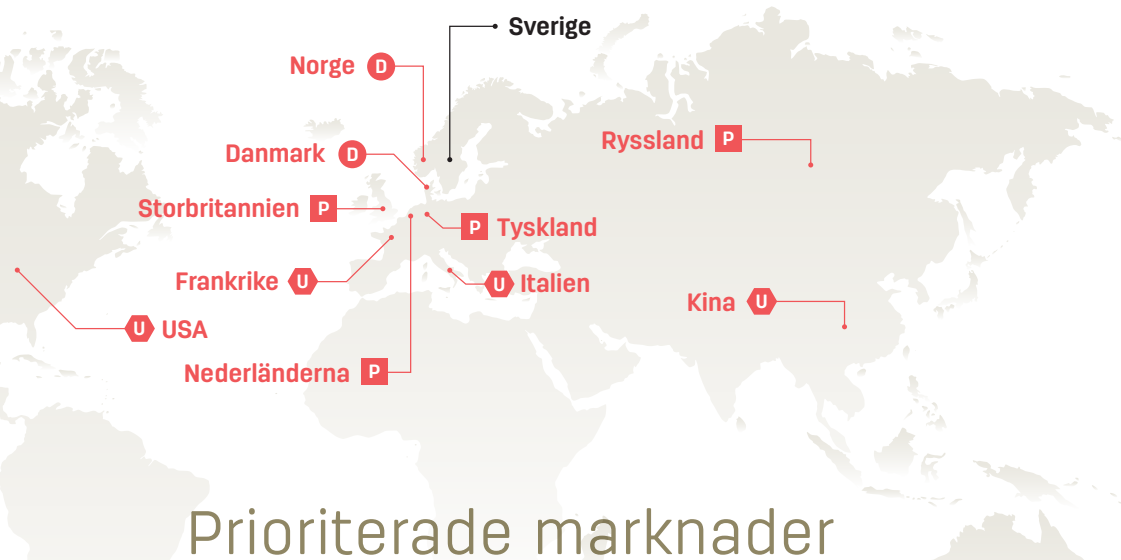 Sverige
Norge D
Danmark D
Ryssland P
Storbritannien P
P Tyskland
Frankrike U
U Italien
Kina U
U USA
Nederländerna P
Prioriterade marknader